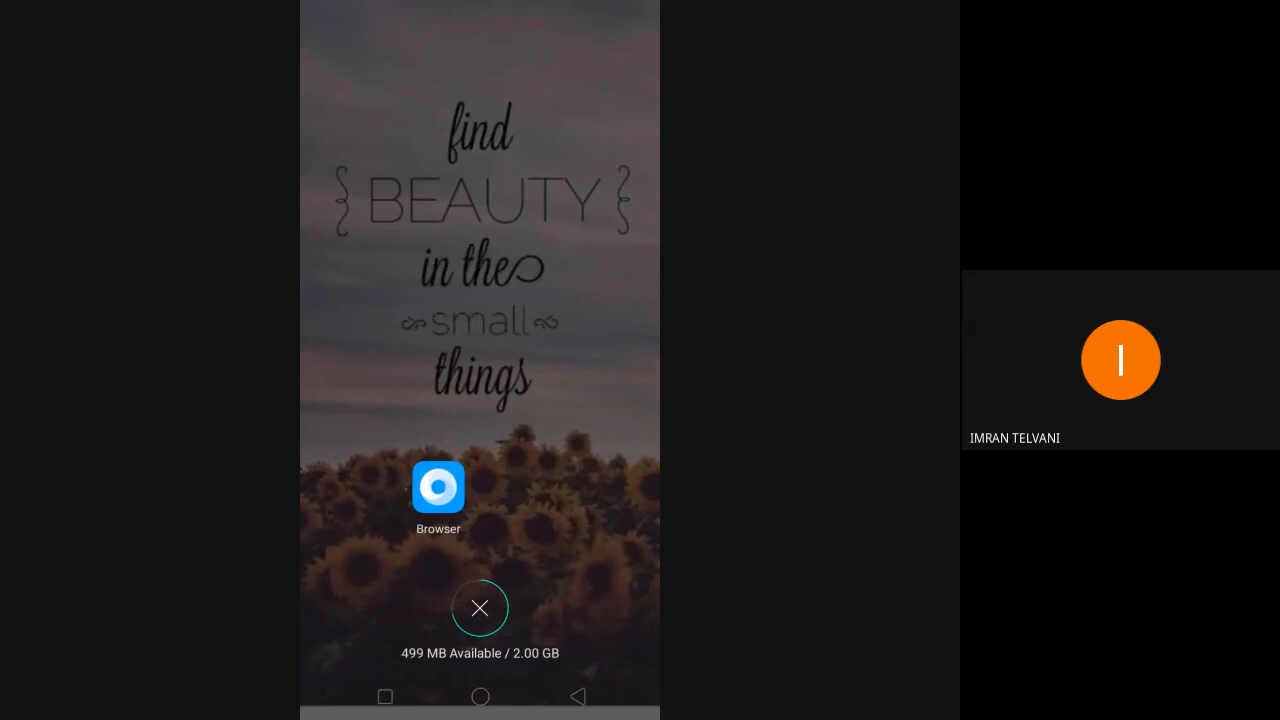 find
{ BEAUTY }
in the
small
things
Browser
499 MB Available / 2.00 GB
I
IMRAN TELVANI